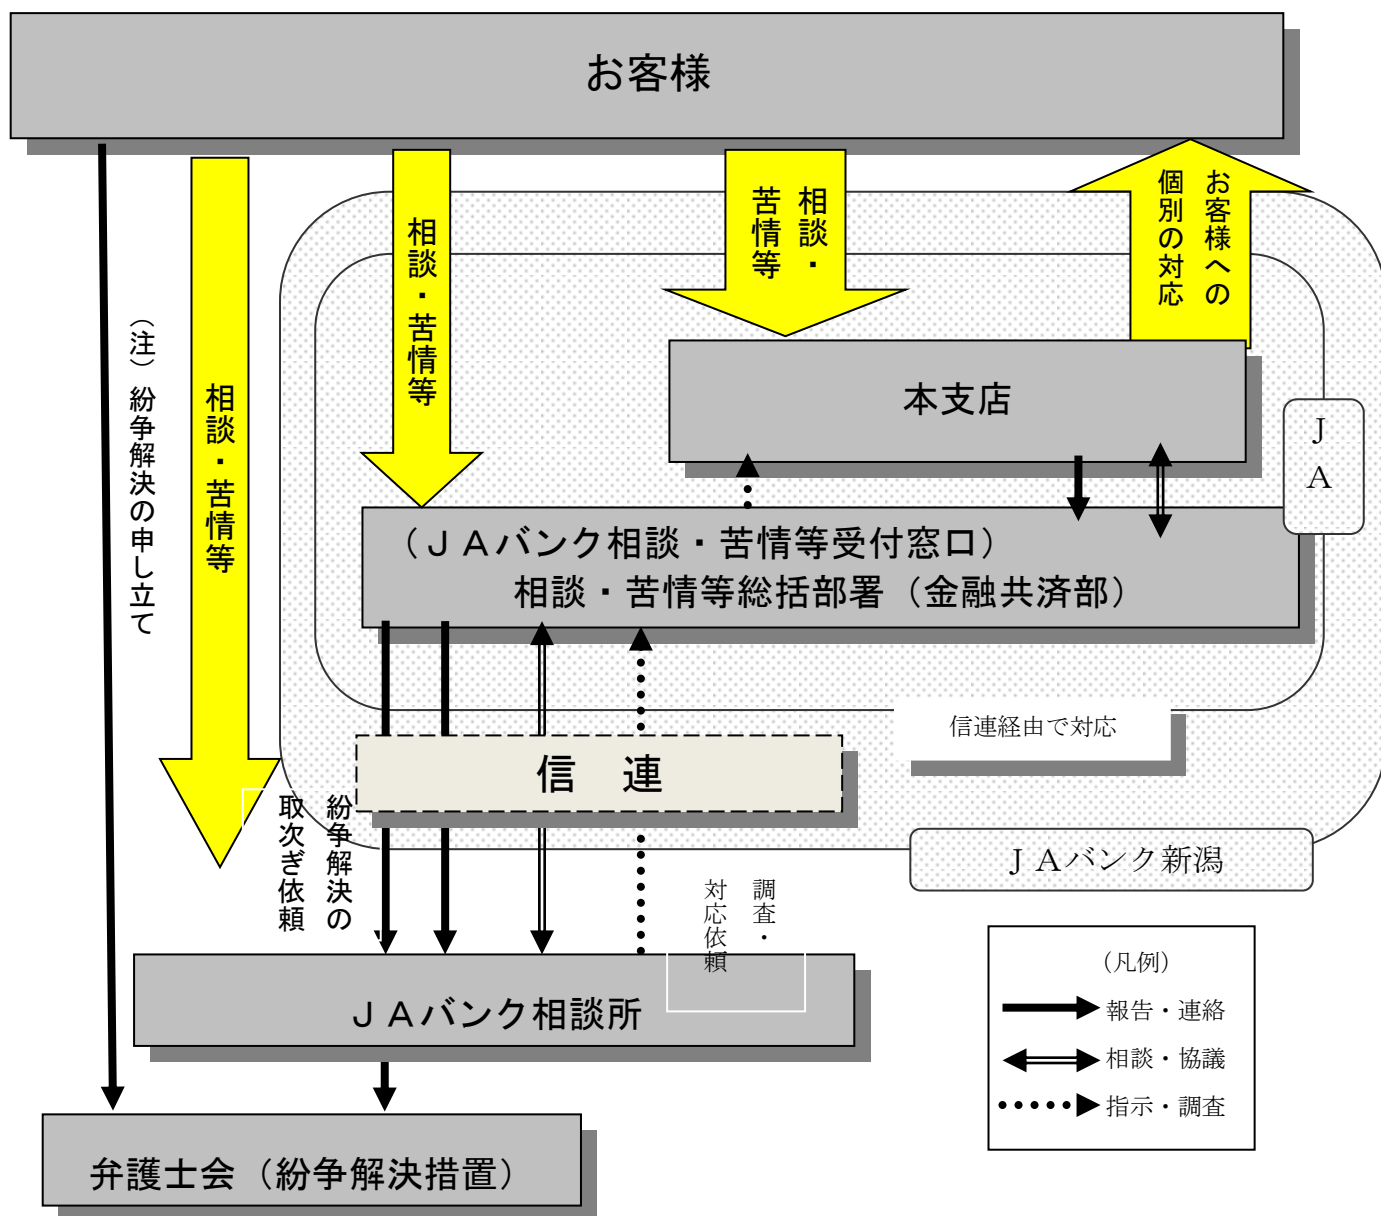 お客様
相談・苦情等
相談・
苦情等
お客様への
個別の対応
相談・苦情等
(注)紛争解決の申し立て
本支店
JA
(JAバンク相談・苦情等受付窓口)
相談・苦情等総括部署(金融共済部)
信連経由で対応
信 連
紛争解決の
取次ぎ依頼
JAバンク新潟
調査・
対応依頼
JAバンク相談所
(凡例)
報告・連絡
相談・協議
指示・調査
弁護士会(紛争解決措置)